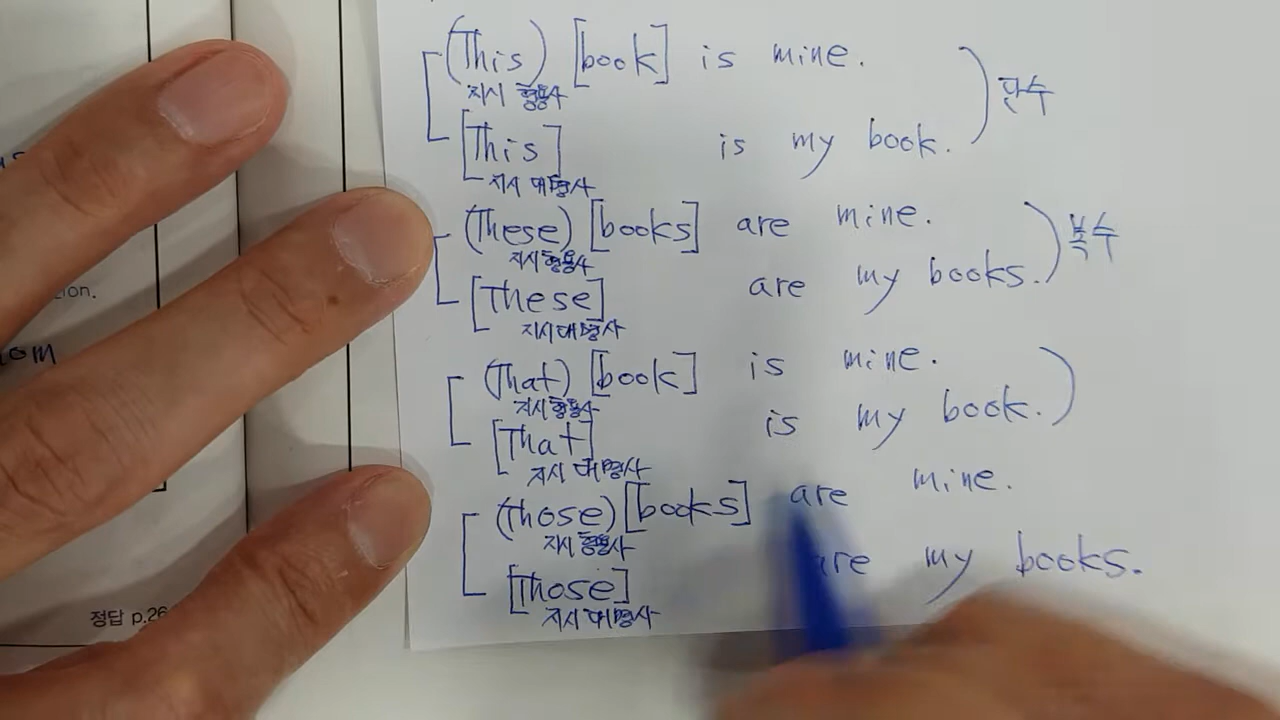 (This) [book] is mine.
지시 형용사
단수
[This] is my book.
지시 대명사
(These) [books] are mine.
지시형용사
복수
[These] are my books.
지시대명사
(That) [book] is mine.
지시 형용사
[That] is my book.
지시 대명사
(Those) [books] are mine.
지시 형용사
[Those] are my books.
지시 대명사
tion.
om
정답 p.26